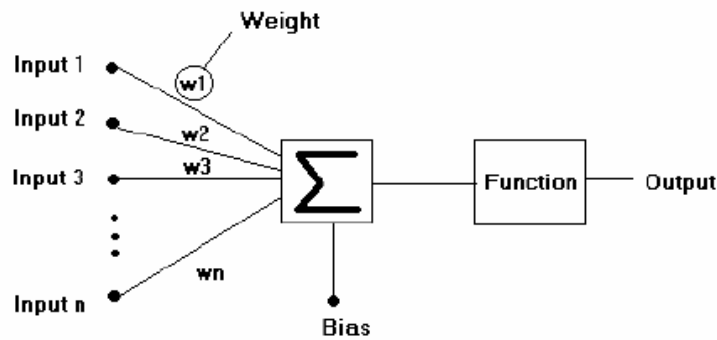 Weight
Input 1
w1
Input 2
w2
Input 3
w3
Σ
Function
Output
wn
Input n
Bias